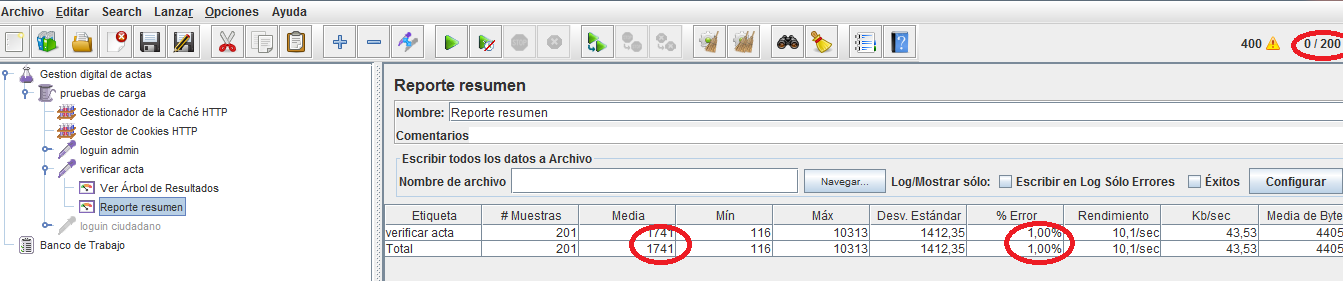 Archivo Editar Search Lanzar Opciones Ayuda
400 0 / 200
Gestion digital de actas
pruebas de carga
Gestionador de la Caché HTTP
Gestor de Cookies HTTP
loguin admin
verificar acta
Ver Árbol de Resultados
Reporte resumen
loguin ciudadano
Banco de Trabajo
Reporte resumen
Nombre: Reporte resumen
Comentarios
Escribir todos los datos a Archivo
Nombre de archivo Navegar... Log/Mostrar sólo: Escribir en Log Sólo Errores Éxitos Configurar
Etiqueta # Muestras Media Mín Máx Desv. Estándar % Error Rendimiento Kb/sec Media de Byte
verificar acta 201 1741 116 10313 1412,35 1,00% 10,1/sec 43,53 4405
Total 201 1741 116 10313 1412,35 1,00% 10,1/sec 43,53 4405